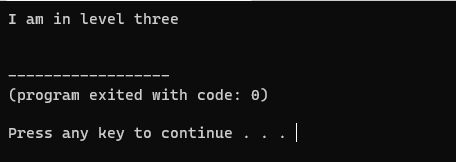 I am in level three
------------------
(program exited with code: 0)
Press any key to continue . . .